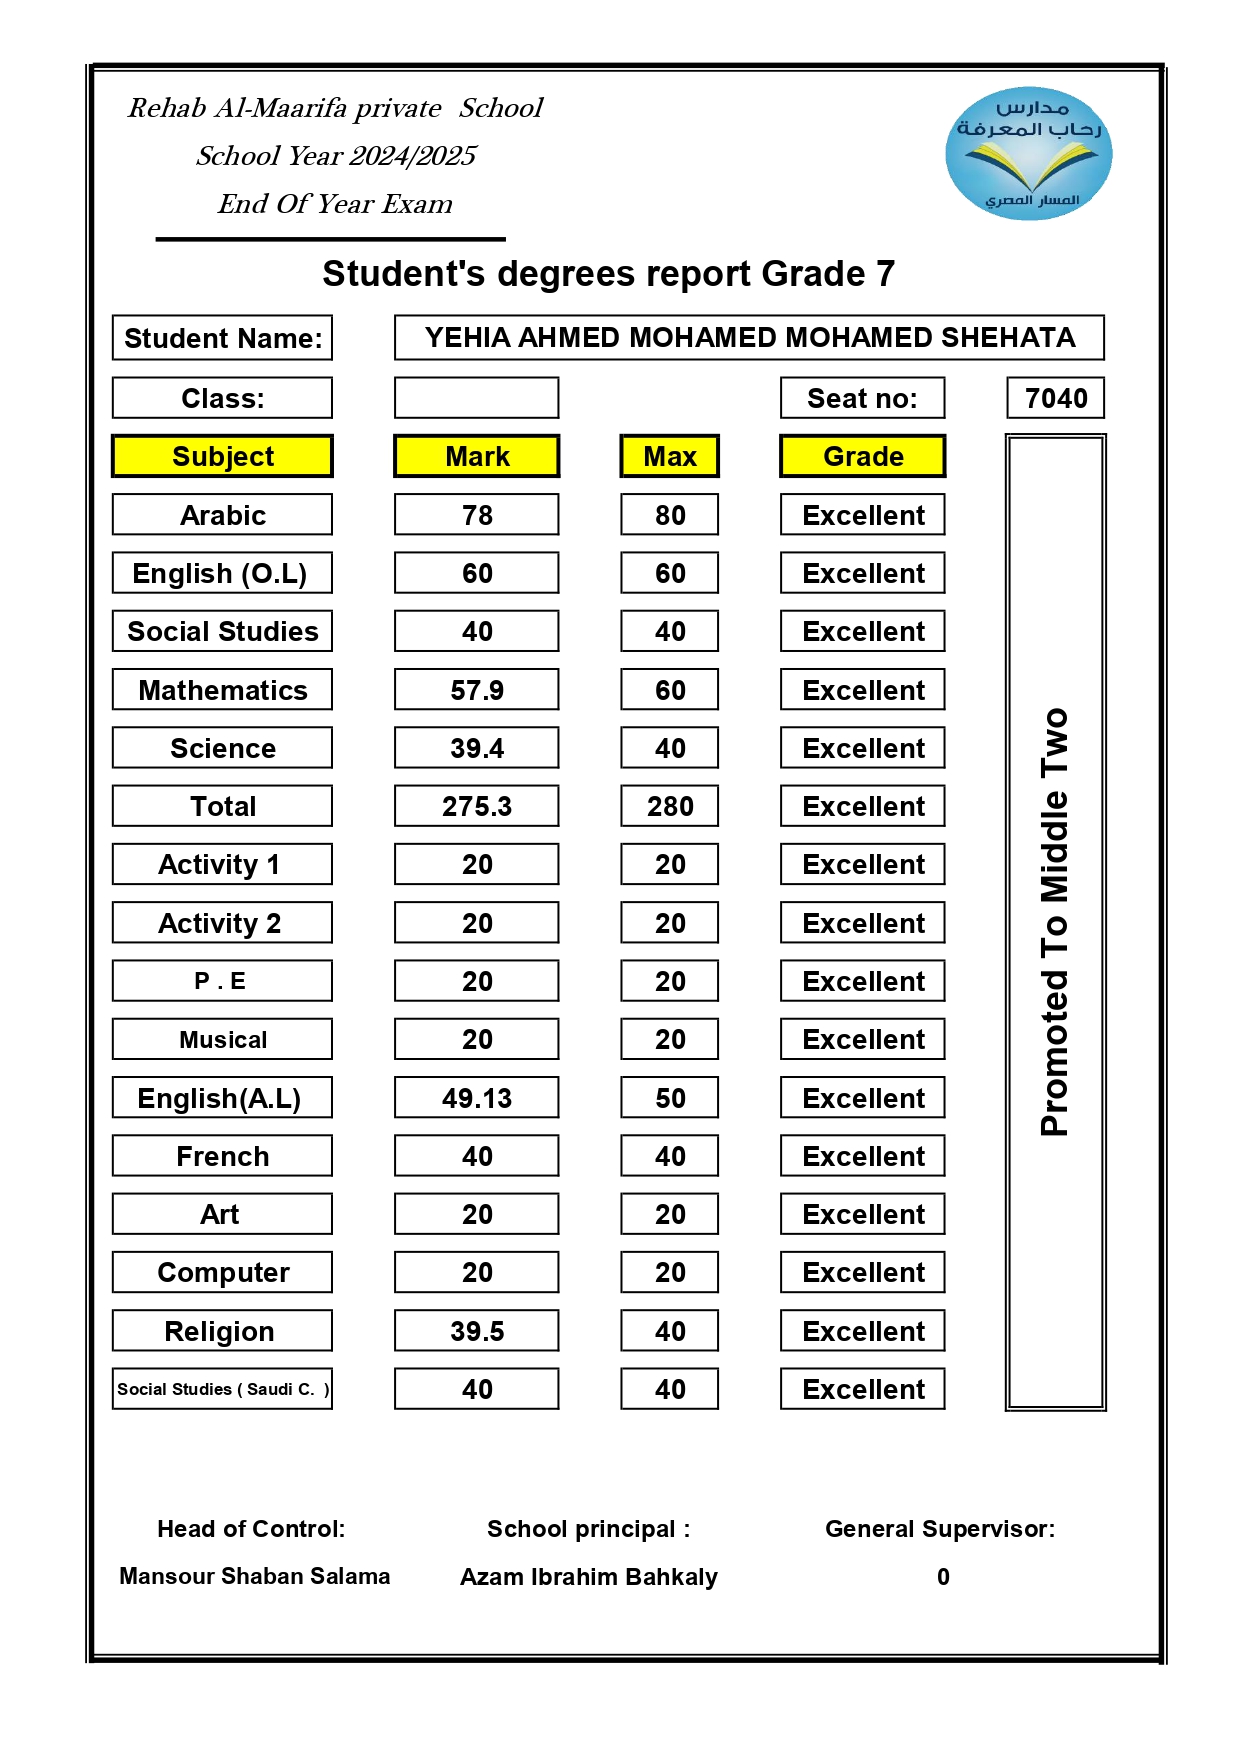 Rehab Al-Maarifa private School
School Year 2024/2025
End Of Year Exam
مدارس
رحاب المعرفة
المسار المصري
Student's degrees report Grade 7
Student Name: YEHIA AHMED MOHAMED MOHAMED SHEHATA
Class: Seat no: 7040
Subject Mark Max Grade
Arabic 78 80 Excellent
English (O.L) 60 60 Excellent
Social Studies 40 40 Excellent
Mathematics 57.9 60 Excellent
Science 39.4 40 Excellent
Total 275.3 280 Excellent
Activity 1 20 20 Excellent
Activity 2 20 20 Excellent
P . E 20 20 Excellent
Musical 20 20 Excellent
English(A.L) 49.13 50 Excellent
French 40 40 Excellent
Art 20 20 Excellent
Computer 20 20 Excellent
Religion 39.5 40 Excellent
Social Studies ( Saudi C. ) 40 40 Excellent
Promoted To Middle Two
Head of Control: School principal : General Supervisor:
Mansour Shaban Salama Azam Ibrahim Bahkaly 0